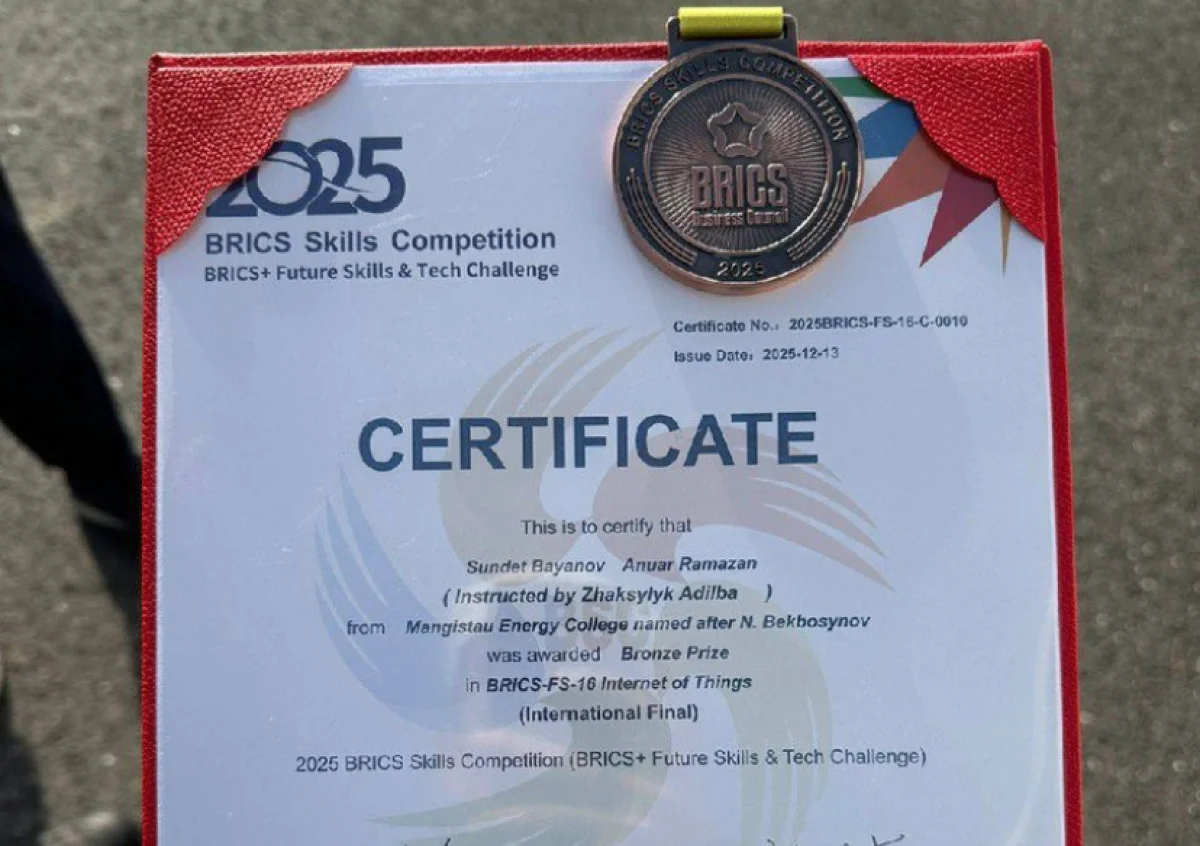 BRICS SKILLS COMPETITION
BRICS
Business Council
2025
2025
BRICS Skills Competition
BRICS+ Future Skills & Tech Challenge
Certificate No.: 2025BRICS-FS-16-C-0010
Issue Date: 2025-12-13
CERTIFICATE
This is to certify that
Sundet Bayanov Anuar Ramazan
( Instructed by Zhaksylyk Adilba )
from Mangistau Energy College named after N. Bekbosynov
was awarded Bronze Prize
in BRICS-FS-16 Internet of Things
(International Final)
2025 BRICS Skills Competition (BRICS+ Future Skills & Tech Challenge)